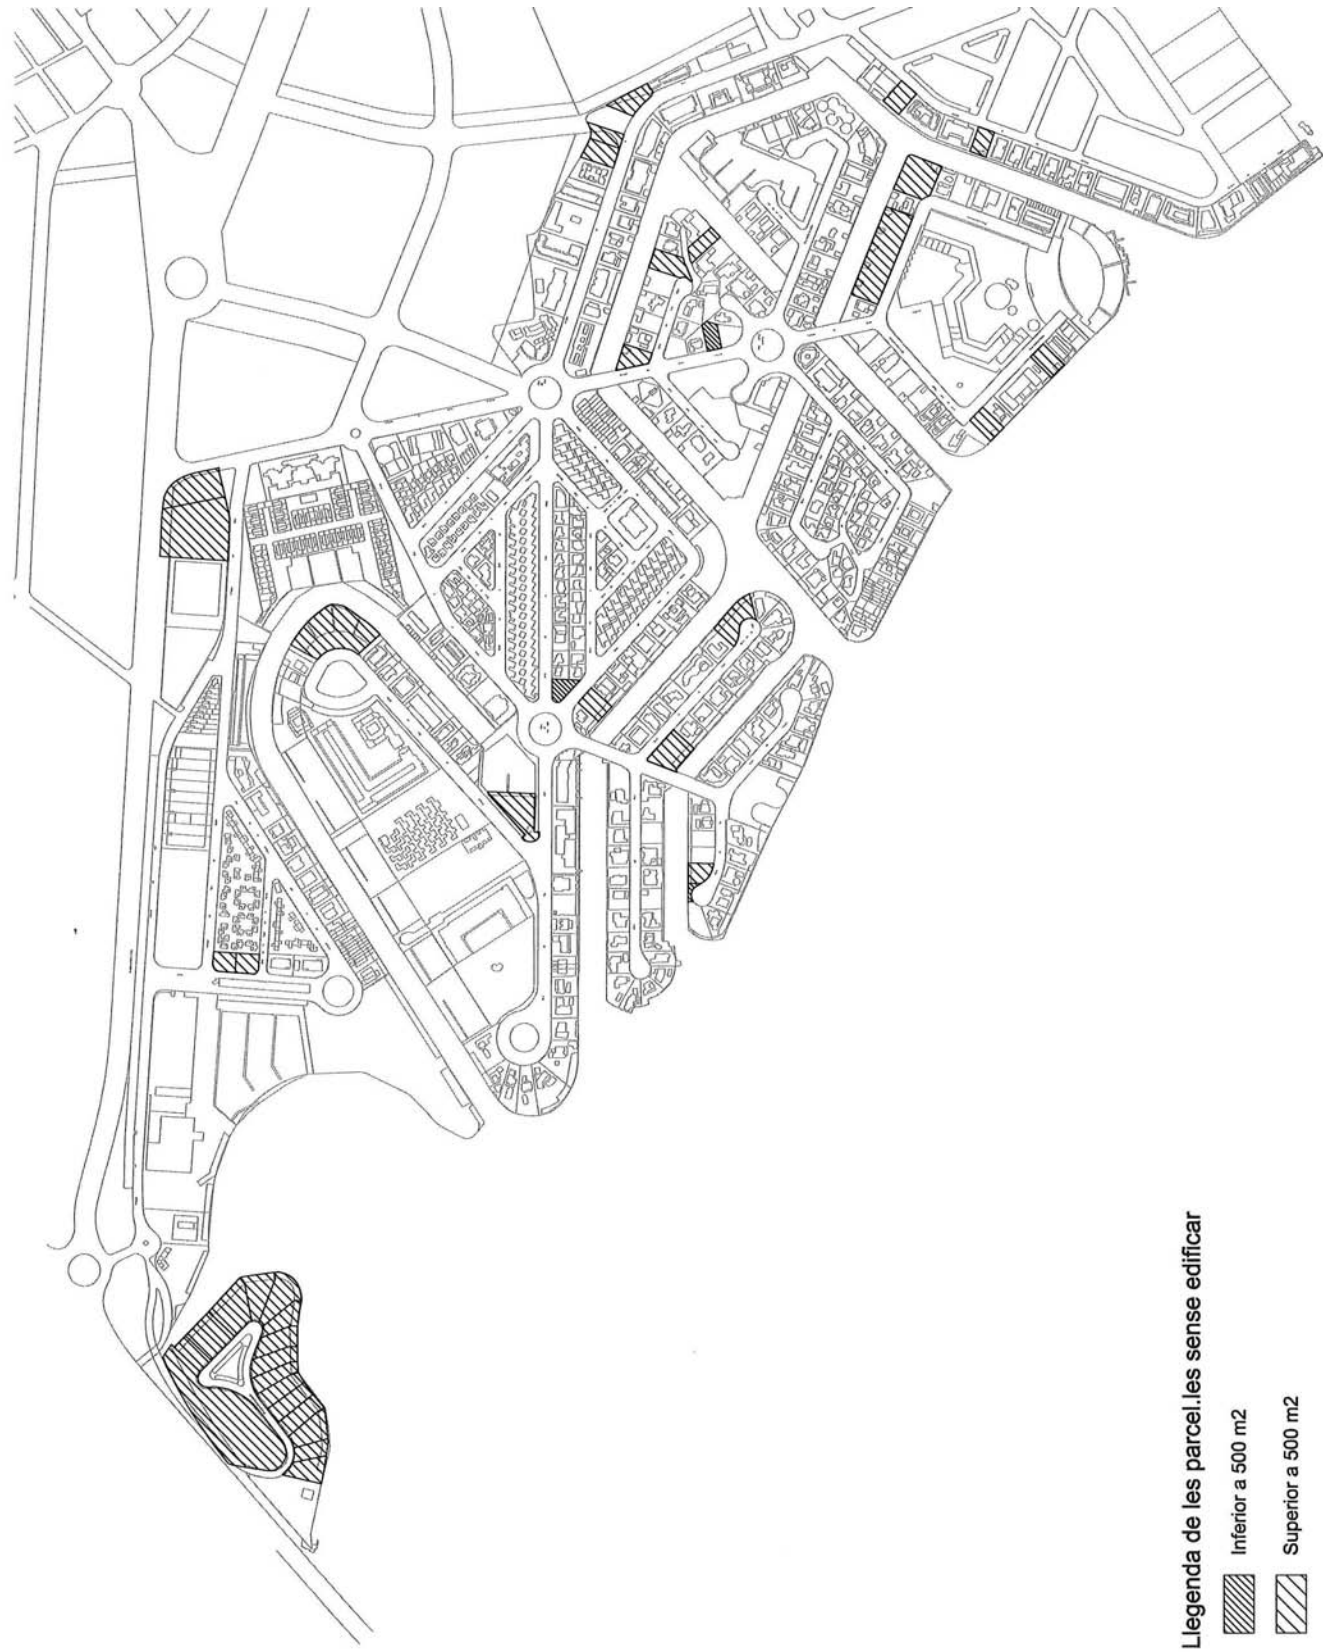 Llegenda de les parcel.les sense edificar
Inferior a 500 m2
Superior a 500 m2